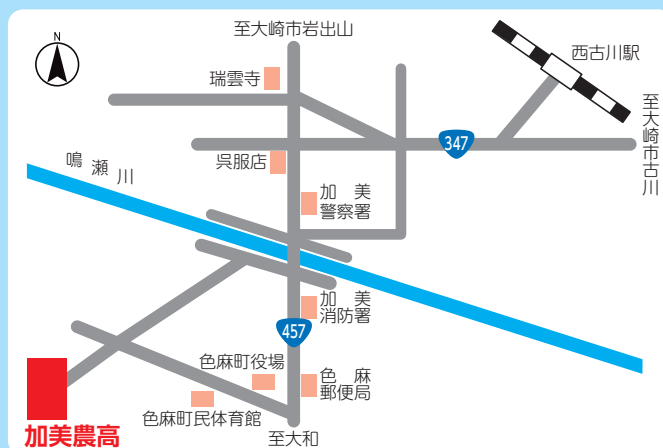 N
至大崎市岩出山
西古川駅
瑞雲寺
至大崎市古川
347
呉服店
鳴瀬川
加美
警察署
加美
消防署
457
色麻町役場
色麻
郵便局
色麻町民体育館
加美農高
至大和